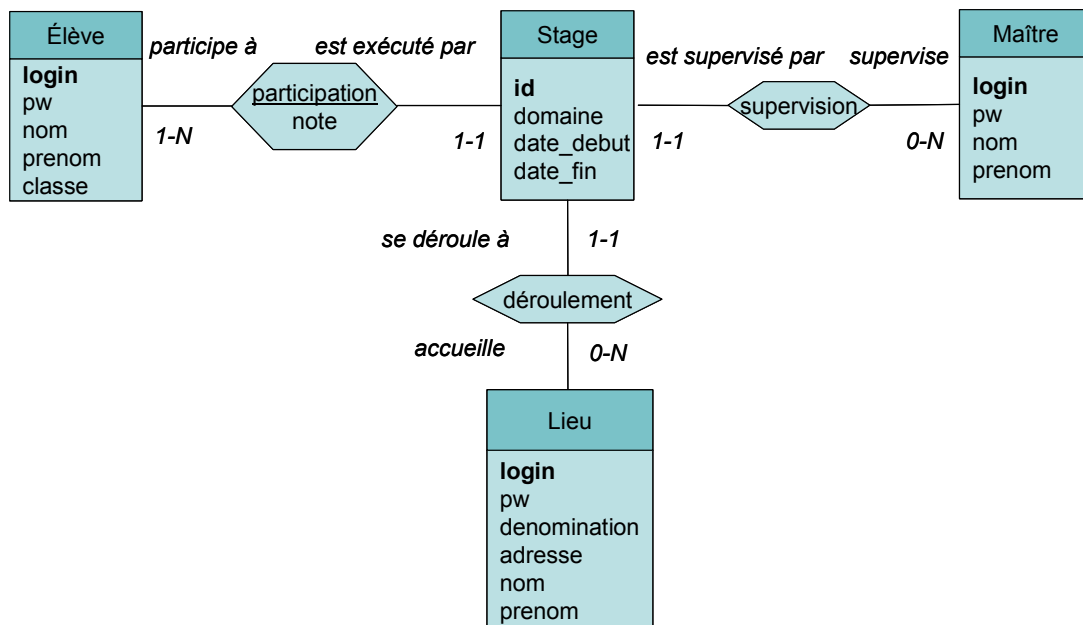 Élève
login
pw
nom
prenom
classe
participe à
1-N
participation
note
est exécuté par
1-1
Stage
id
domaine
date_debut
date_fin
est supervisé par
1-1
supervision
supervise
0-N
Maître
login
pw
nom
prenom
se déroule à
1-1
déroulement
accueille
0-N
Lieu
login
pw
denomination
adresse
nom
prenom